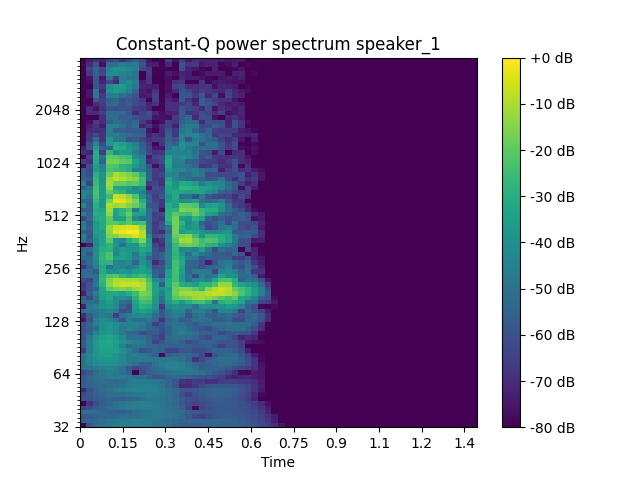 Constant-Q power spectrum speaker_1
Hz
2048
1024
512
256
128
64
32
0 0.15 0.3 0.45 0.6 0.75 0.9 1.1 1.2 1.4
Time
+0 dB
-10 dB
-20 dB
-30 dB
-40 dB
-50 dB
-60 dB
-70 dB
-80 dB